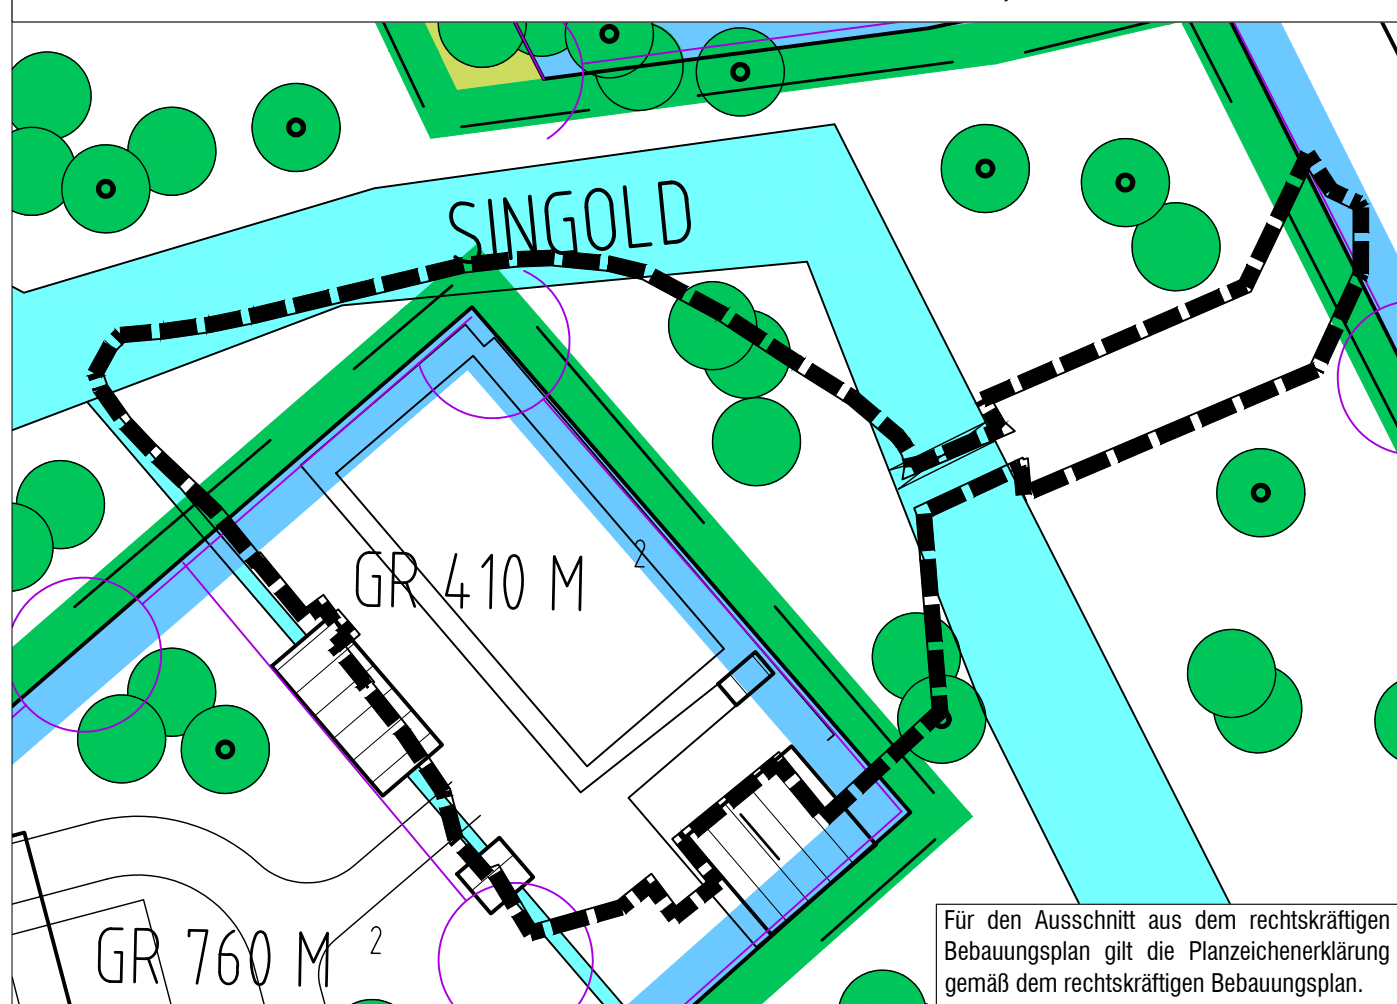 SINGOLD
GR 410 M 2
GR 760 M 2
Für den Ausschnitt aus dem rechtskräftigen
Bebauungsplan gilt die Planzeichenerklärung
gemäß dem rechtskräftigen Bebauungsplan.